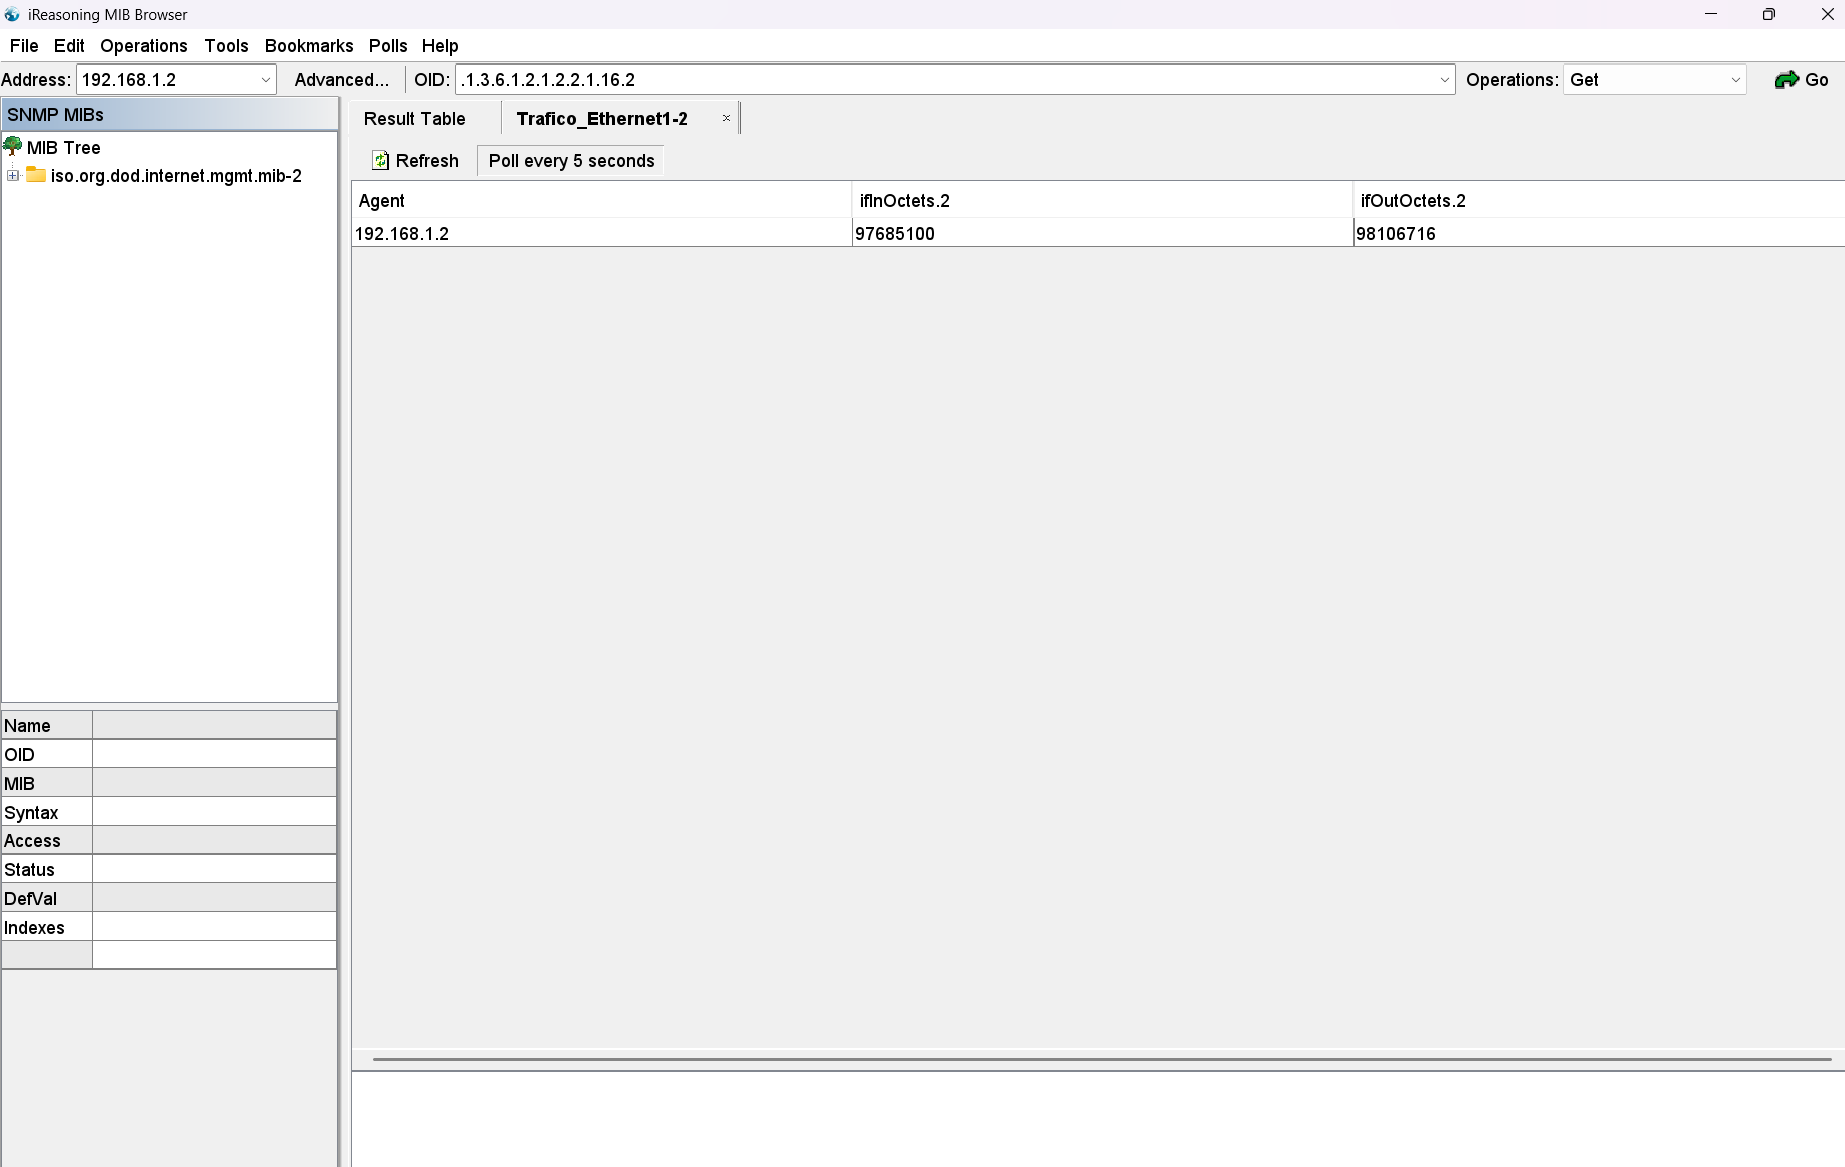 iReasoning MIB Browser
File Edit Operations Tools Bookmarks Polls Help
Address: 192.168.1.2 Advanced... OID: .1.3.6.1.2.1.2.2.1.16.2 Operations: Get Go
SNMP MIBs
MIB Tree
iso.org.dod.internet.mgmt.mib-2
Result Table Trafico_Ethernet1-2
Refresh Poll every 5 seconds
Agent ifInOctets.2 ifOutOctets.2
192.168.1.2 97685100 98106716
Name
OID
MIB
Syntax
Access
Status
DefVal
Indexes